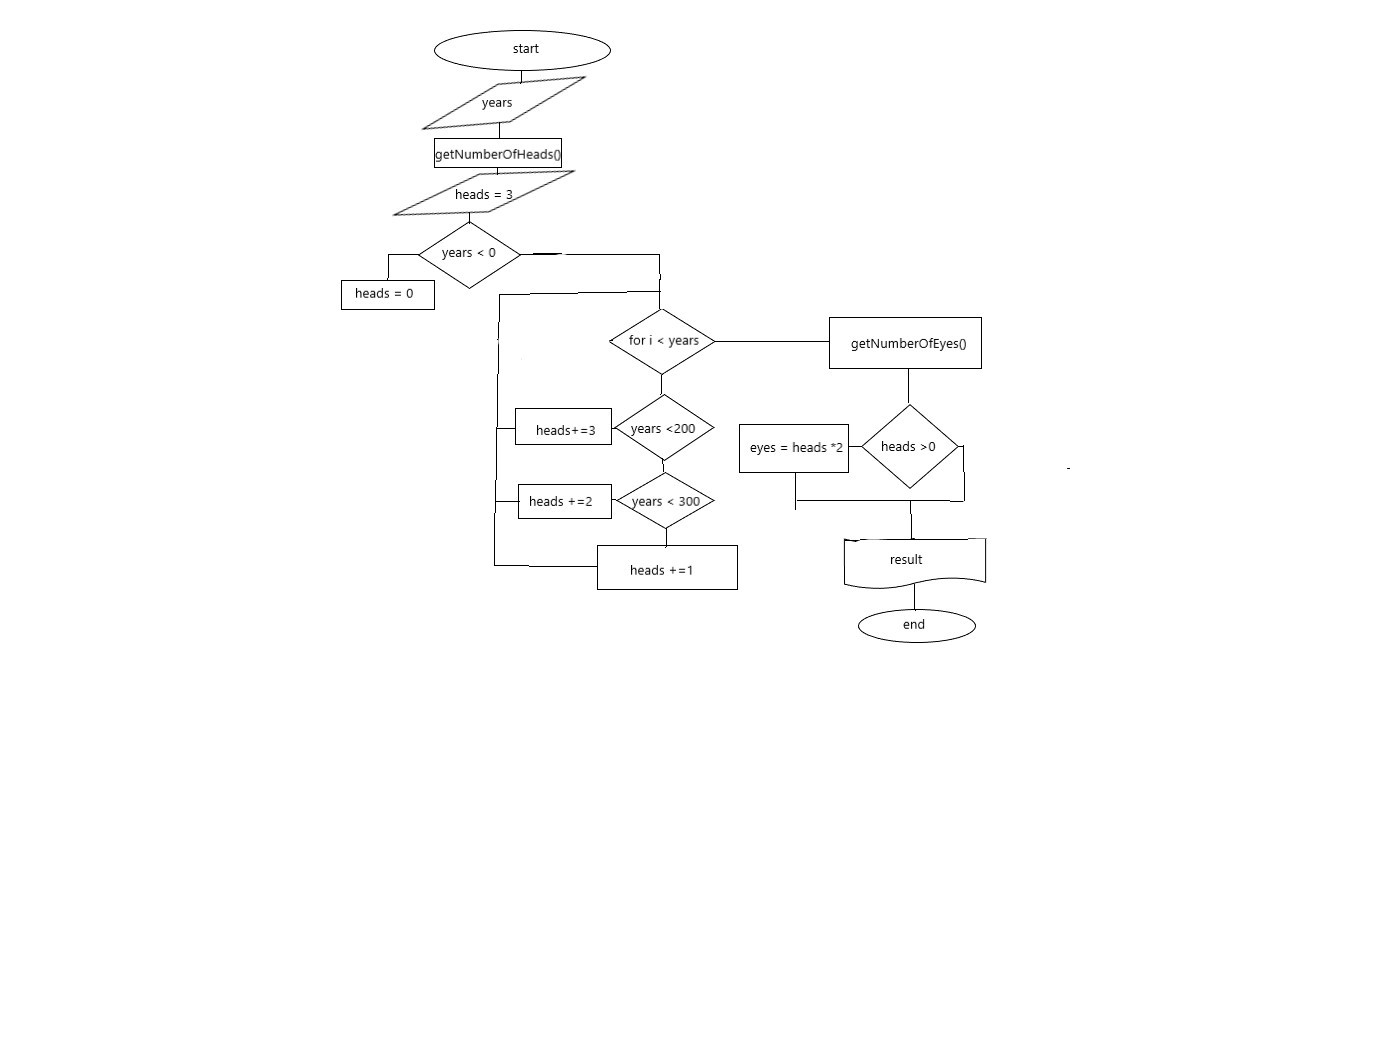 start
years
getNumberOfHeads()
heads = 3
years < 0
heads = 0
for i < years
getNumberOfEyes()
years <200
heads+=3
heads >0
eyes = heads *2
years < 300
heads +=2
heads +=1
result
end